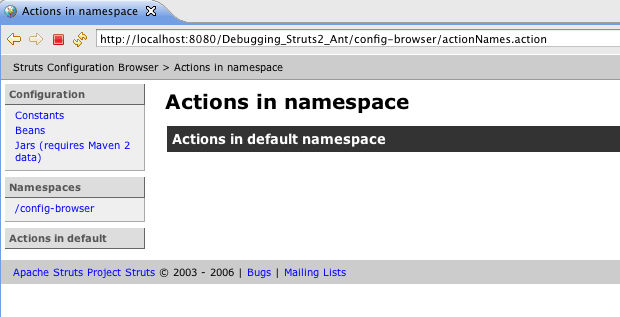 Actions in namespace
http://localhost:8080/Debugging_Struts2_Ant/config-browser/actionNames.action
Struts Configuration Browser > Actions in namespace
Configuration
Constants
Beans
Jars (requires Maven 2
data)
Namespaces
/config-browser
Actions in default
Actions in namespace
Actions in default namespace
Apache Struts Project Struts © 2003 - 2006 | Bugs | Mailing Lists